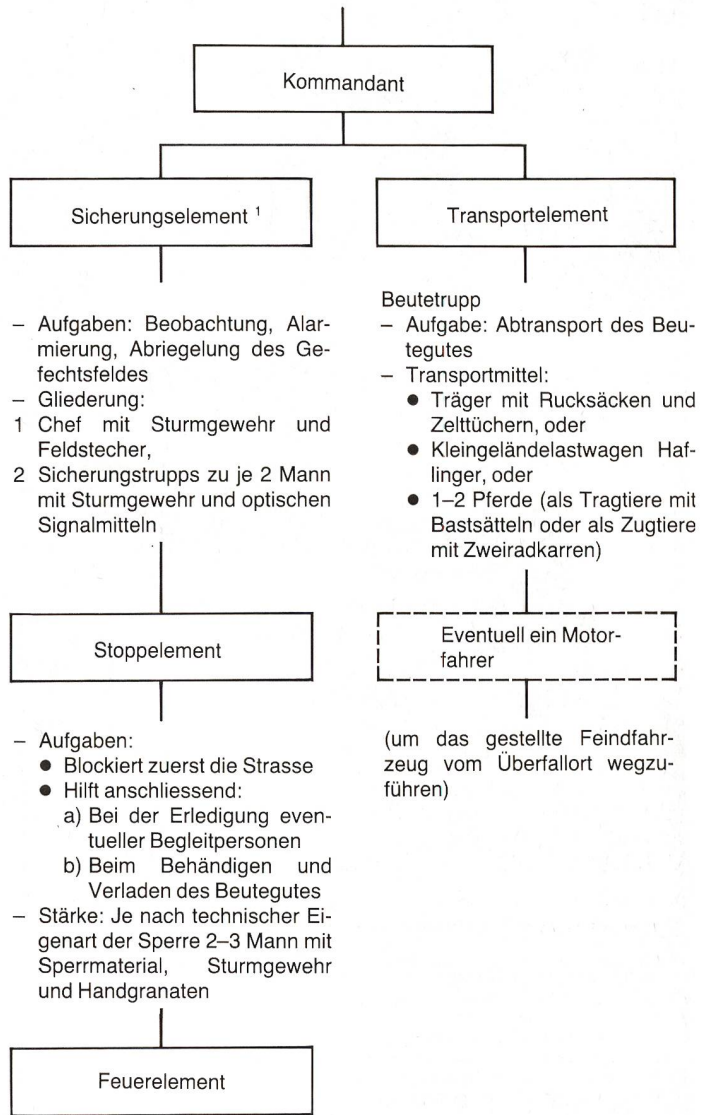 Kommandant
Sicherungselement ¹
– Aufgaben: Beobachtung, Alar-
mierung, Abriegelung des Ge-
fechtsfeldes
– Gliederung:
1 Chef mit Sturmgewehr und
Feldstecher,
2 Sicherungstrupps zu je 2 Mann
mit Sturmgewehr und optischen
Signalmitteln
Stoppelement
– Aufgaben:
● Blockiert zuerst die Strasse
● Hilft anschliessend:
a) Bei der Erledigung even-
tueller Begleitpersonen
b) Beim Behändigen und
Verladen des Beutegutes
– Stärke: Je nach technischer Ei-
genart der Sperre 2–3 Mann mit
Sperrmaterial, Sturmgewehr
und Handgranaten
Feuerelement
Transportelement
Beutetrupp
– Aufgabe: Abtransport des Beu-
tegutes
– Transportmittel:
● Träger mit Rucksäcken und
Zelttüchern, oder
● Kleingeländelastwagen Haf-
linger, oder
● 1–2 Pferde (als Tragtiere mit
Bastsätteln oder als Zugtiere
mit Zweiradkarren)
Eventuell ein Motor-
fahrer
(um das gestellte Feindfahr-
zeug vom Überfallort wegzu-
führen)